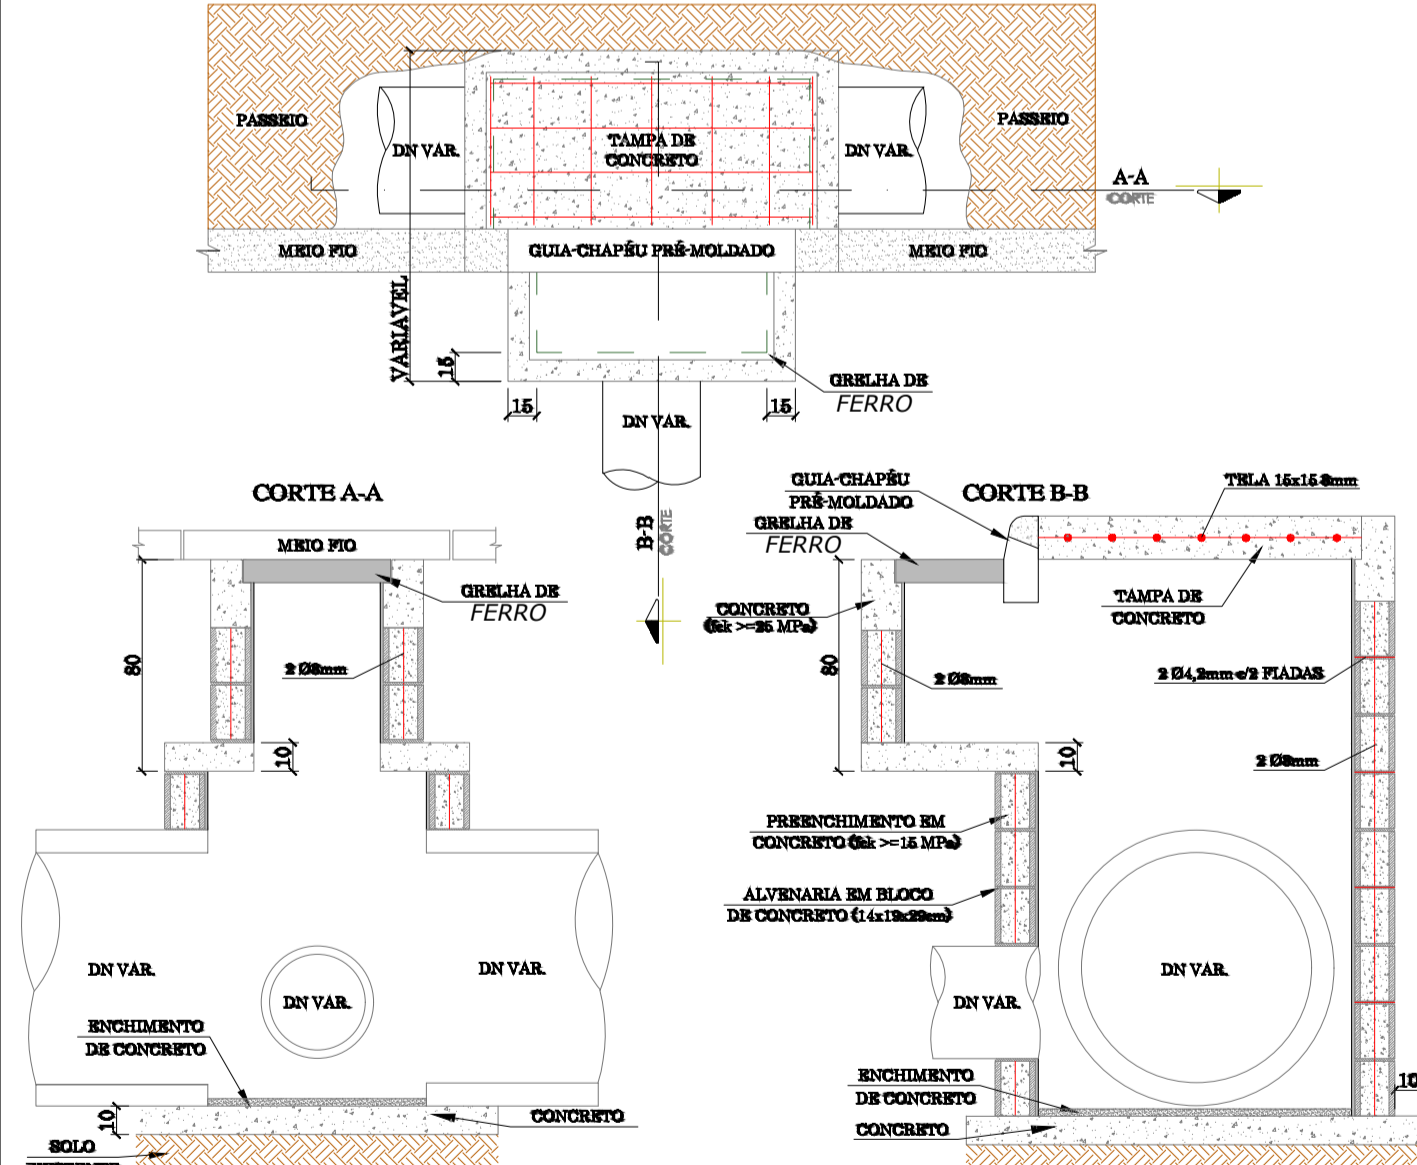 PASSEIO
DN VAR.
TAMPA DE
CONCRETO
DN VAR.
PASSEIO
A-A
CORTE
MEIO FIO
GUIA-CHAPÉU PRÉ-MOLDADO
MEIO FIO
VARIAVEL
15
15
15
GRELHA DE
FERRO
DN VAR.
B-B
CORTE
CORTE A-A
MEIO FIO
GRELHA DE
FERRO
80
2 Ø8mm
10
DN VAR.
DN VAR.
DN VAR.
ENCHIMENTO
DE CONCRETO
10
CONCRETO
SOLO
CORTE B-B
GUIA-CHAPÉU
PRÉ-MOLDADO
GRELHA DE
FERRO
TELA 15x15 8mm
CONCRETO
(fck >=25 MPa)
TAMPA DE
CONCRETO
80
2 Ø8mm
2 Ø4,2mm c/2 FIADAS
10
2 Ø8mm
PREENCHIMENTO EM
CONCRETO (fck >=15 MPa)
ALVENARIA EM BLOCO
DE CONCRETO (14x19x29cm)
DN VAR.
DN VAR.
ENCHIMENTO
DE CONCRETO
CONCRETO
10